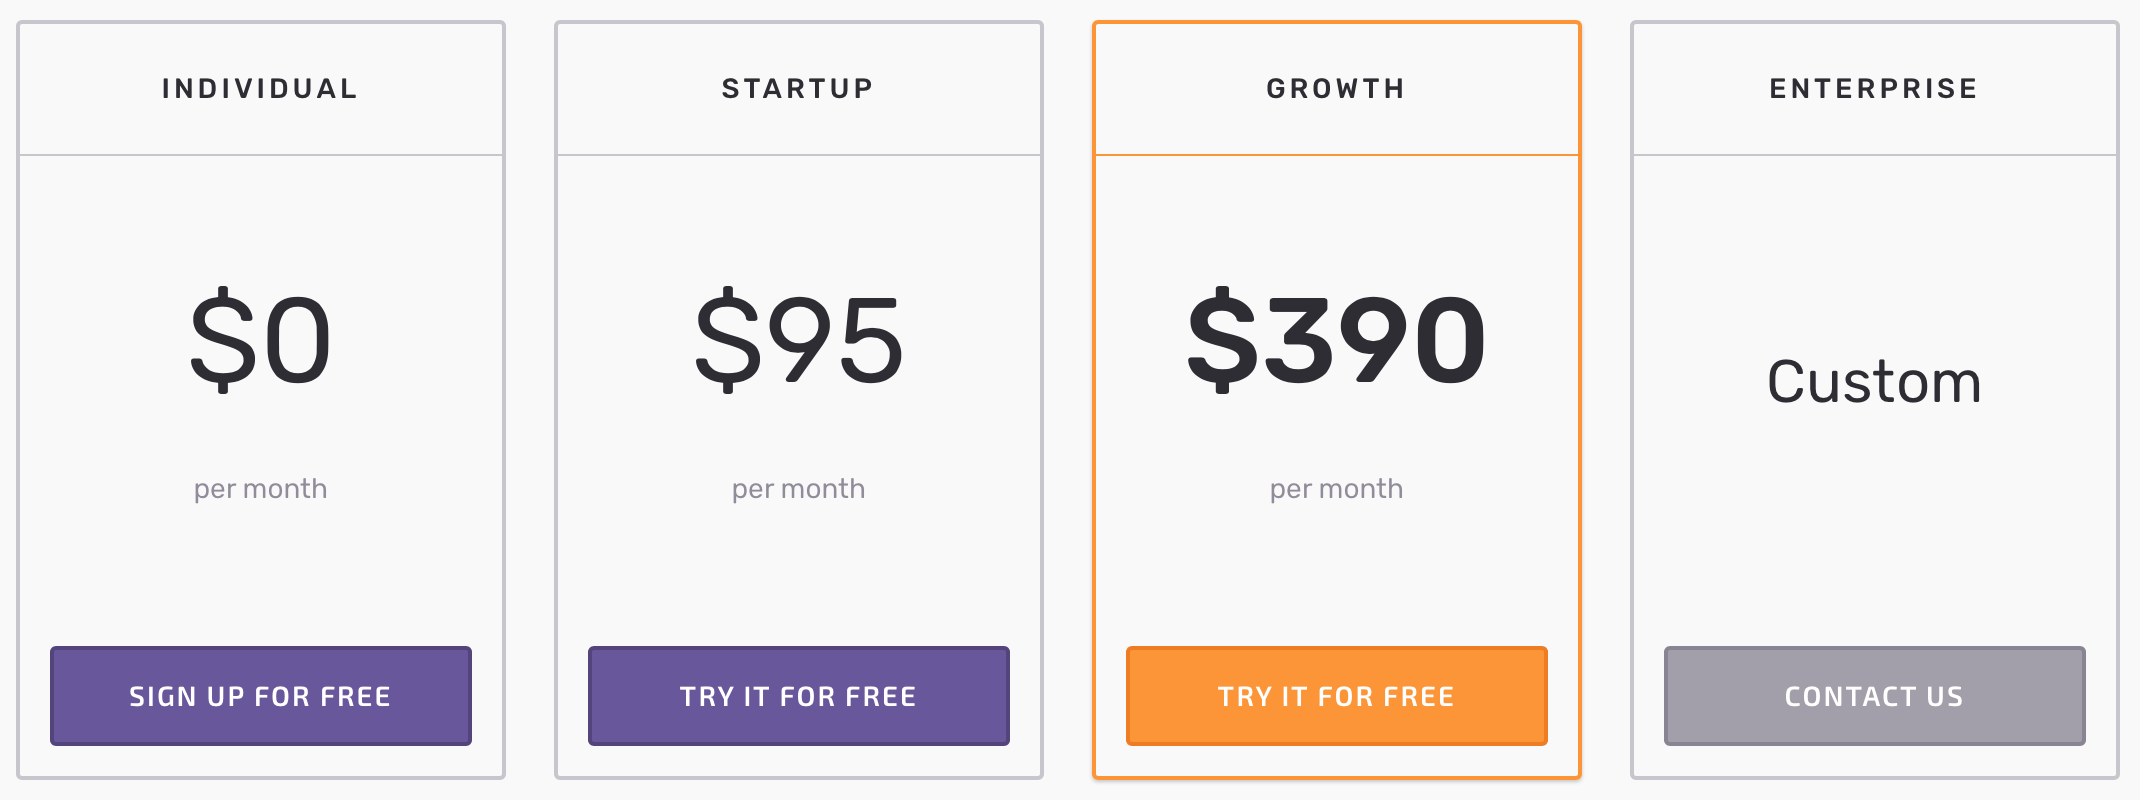 INDIVIDUAL
$0
per month
SIGN UP FOR FREE
STARTUP
$95
per month
TRY IT FOR FREE
GROWTH
$390
per month
TRY IT FOR FREE
ENTERPRISE
Custom
CONTACT US